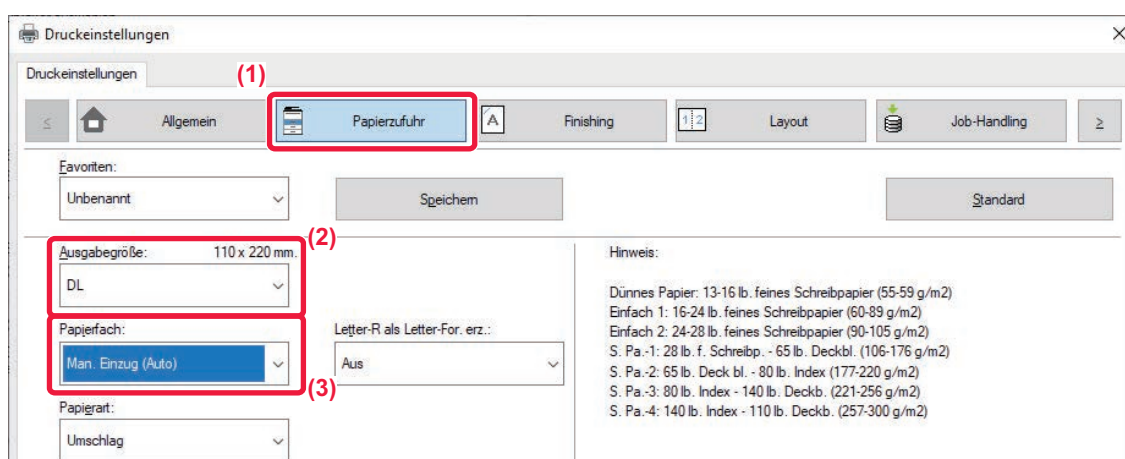 Druckeinstellungen
Druckeinstellungen
(1)
Allgemein
Papierzufuhr
A
Finishing
1 2
Layout
Job-Handling
Favoriten:
Unbenannt
Speichern
Standard
(2)
Ausgabegröße: 110 x 220 mm.
DL
Papierfach:
Man. Einzug (Auto)
(3)
Letter-R als Letter-For. erz.:
Aus
Papierart:
Umschlag
Hinweis:
Dünnes Papier: 13-16 lb. feines Schreibpapier (55-59 g/m2)
Einfach 1: 16-24 lb. feines Schreibpapier (60-89 g/m2)
Einfach 2: 24-28 lb. feines Schreibpapier (90-105 g/m2)
S. Pa.-1: 28 lb. f. Schreibp. - 65 lb. Deckbl. (106-176 g/m2)
S. Pa.-2: 65 lb. Deck bl. - 80 lb. Index (177-220 g/m2)
S. Pa.-3: 80 lb. Index - 140 lb. Deckb. (221-256 g/m2)
S. Pa.-4: 140 lb. Index - 110 lb. Deckb. (257-300 g/m2)